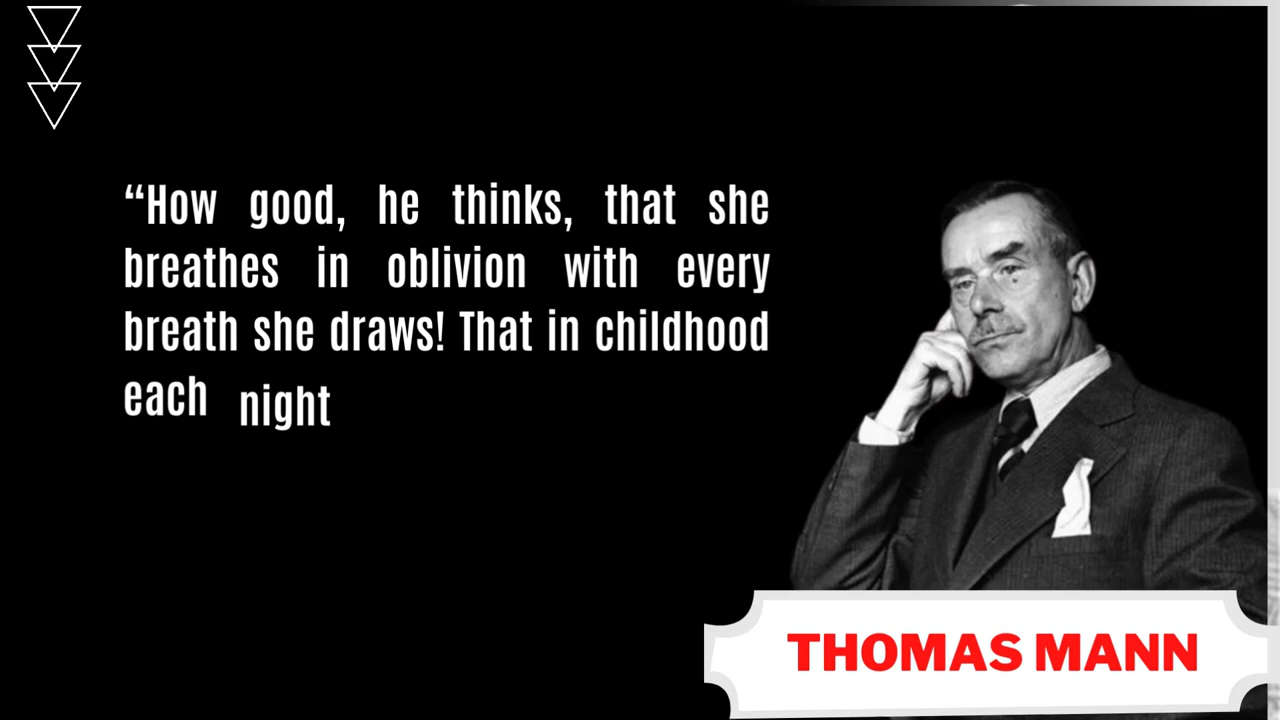 “How good, he thinks, that she
breathes in oblivion with every
breath she draws! That in childhood
each night
THOMAS MANN